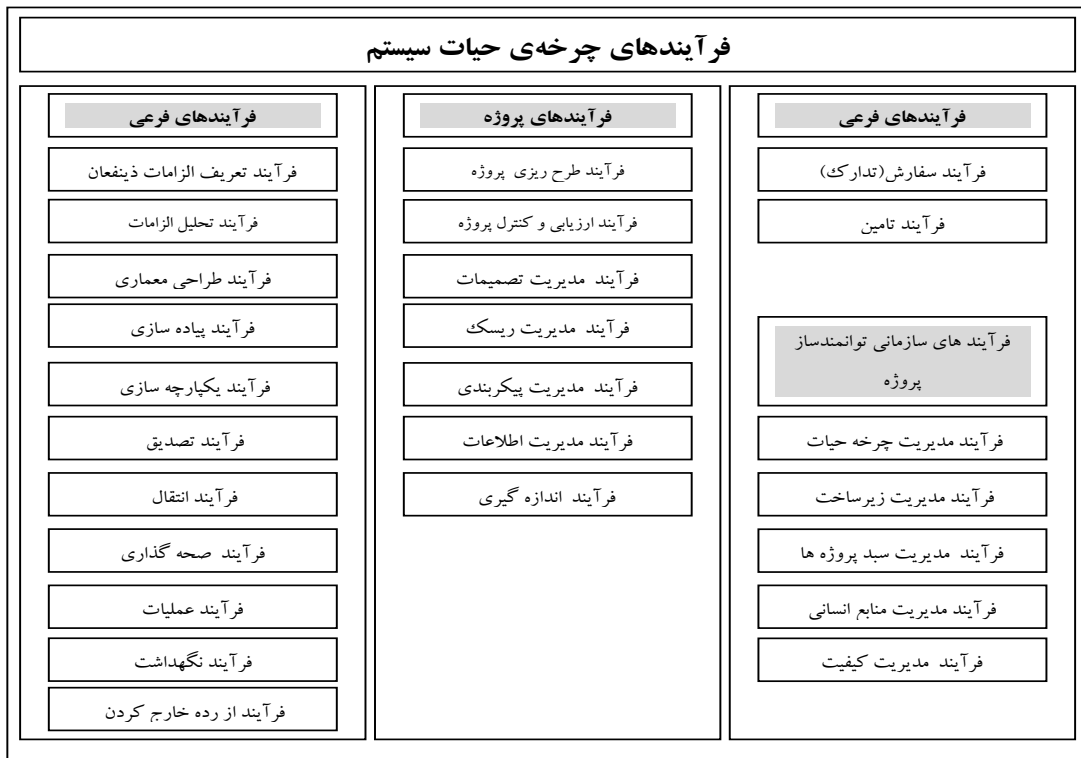 فرآیندهای چرخه‌ی حیات سیستم
فرآیندهای فرعی
فرآیند سفارش(تدارک)
فرآیند تامین
فرآیند های سازمانی توانمندساز
پروژه
فرآیند مدیریت چرخه حیات
فرآیند مدیریت زیرساخت
فرآیند مدیریت سبد پروژه ها
فرآیند مدیریت منابع انسانی
فرآیند مدیریت کیفیت
فرآیندهای پروژه
فرآیند طرح ریزی پروژه
فرآیند ارزیابی و کنترل پروژه
فرآیند مدیریت تصمیمات
فرآیند مدیریت ریسک
فرآیند مدیریت پیکربندی
فرآیند مدیریت اطلاعات
فرآیند اندازه گیری
فرآیندهای فرعی
فرآیند تعریف الزامات ذینفعان
فرآیند تحلیل الزامات
فرآیند طراحی معماری
فرآیند پیاده سازی
فرآیند یکپارچه سازی
فرآیند تصدیق
فرآیند انتقال
فرآیند صحه گذاری
فرآیند عملیات
فرآیند نگهداشت
فرآیند از رده خارج کردن